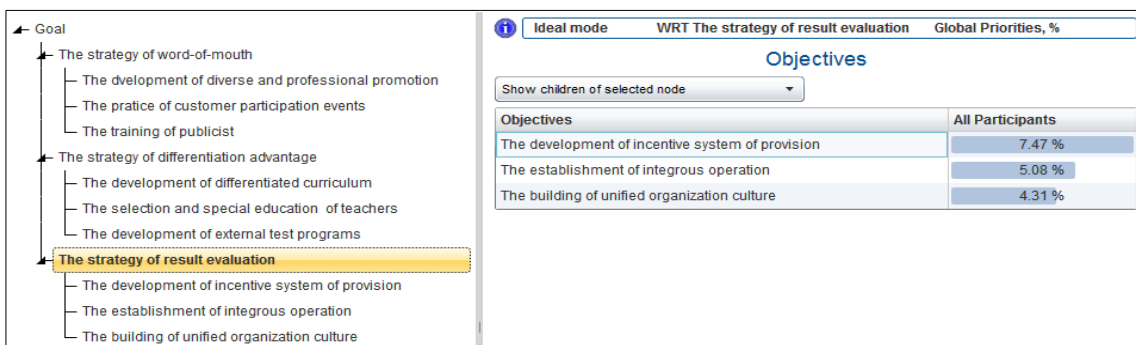 Goal
The strategy of word-of-mouth
The dvelopment of diverse and professional promotion
The pratice of customer participation events
The training of publicist
The strategy of differentiation advantage
The development of differentiated curriculum
The selection and special education of teachers
The development of external test programs
The strategy of result evaluation
The development of incentive system of provision
The establishment of integrous operation
The building of unified organization culture
Ideal mode WRT The strategy of result evaluation Global Priorities, %
Objectives
Show children of selected node
Objectives All Participants
The development of incentive system of provision 7.47 %
The establishment of integrous operation 5.08 %
The building of unified organization culture 4.31 %